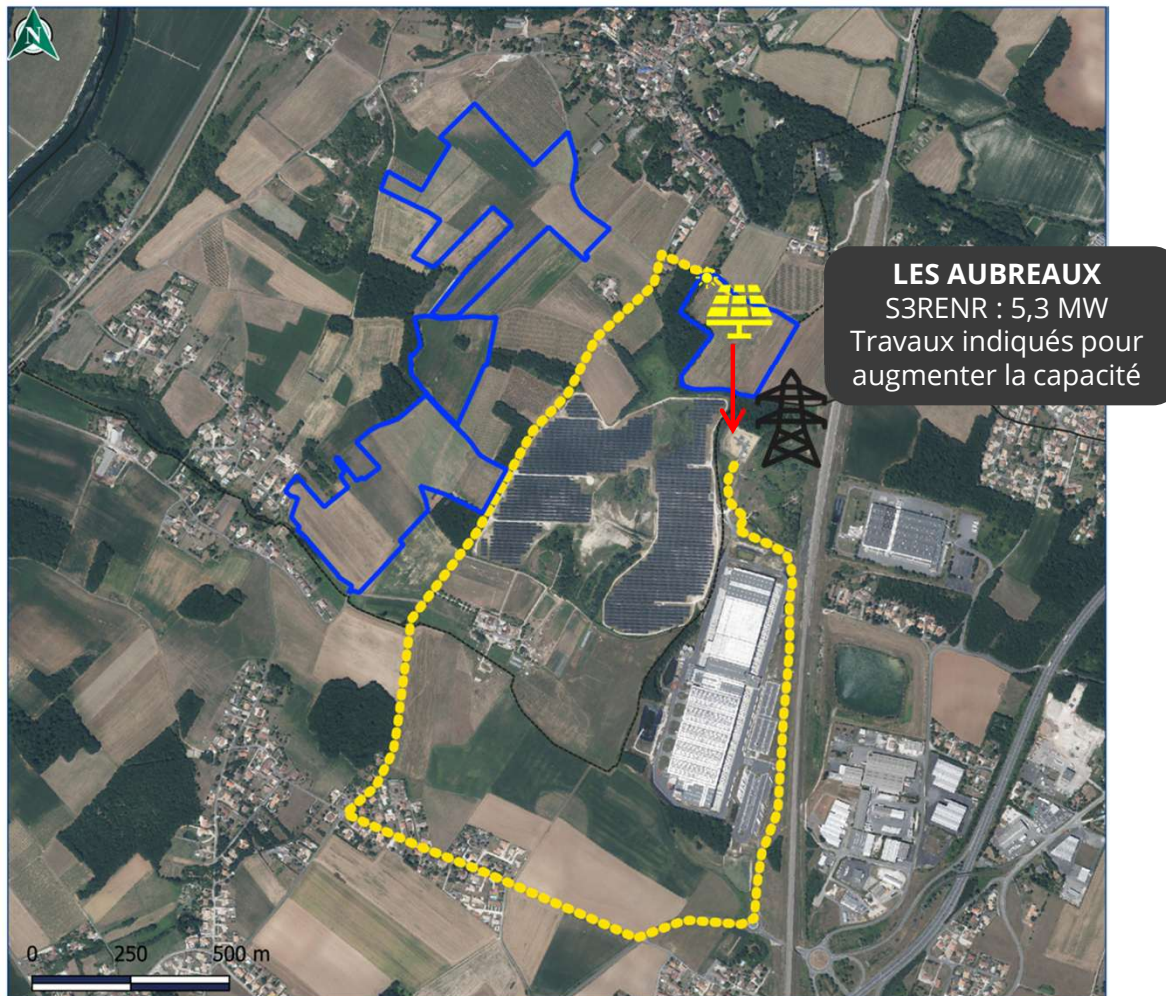 N
LES AUBREAUX
S3RENR : 5,3 MW
Travaux indiqués pour
augmenter la capacité
0 250 500 m